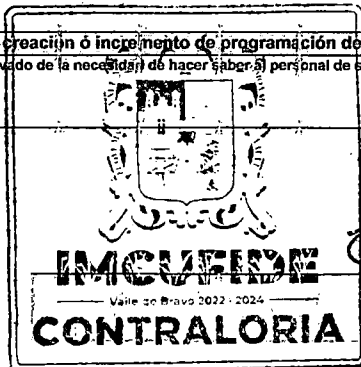 creación ó incremento de programación de
vado de la necesidad de hacer saber al personal de s
IMCUFIDE
Valle de Bravo 2022 - 2024
CONTRALORIA